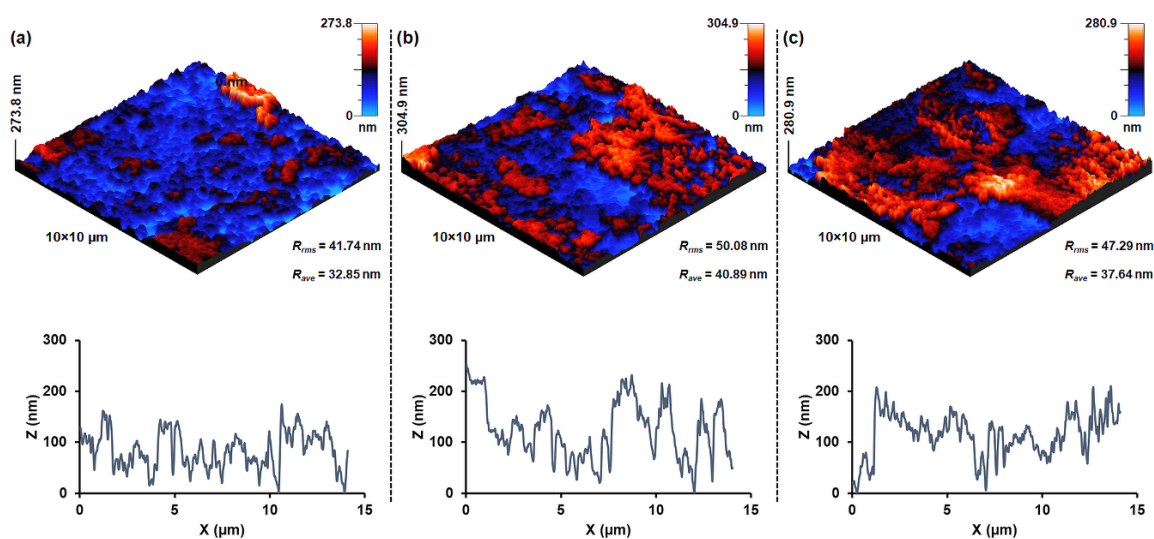 (a)
273.8
0
nm
273.8 nm
0 nm
10×10 µm
Rrms = 41.74 nm
Rave = 32.85 nm
(b)
304.9
0
nm
304.9 nm
10×10 µm
Rrms = 50.08 nm
Rave = 40.89 nm
(c)
280.9
0
nm
280.9 nm
10×10 µm
Rrms = 47.29 nm
Rave = 37.64 nm
300
200
100
0
Z (nm)
0 5 10 15
X (µm)
300
200
100
0
Z (nm)
0 5 10 15
X (µm)
300
200
100
0
Z (nm)
0 5 10 15
X (µm)